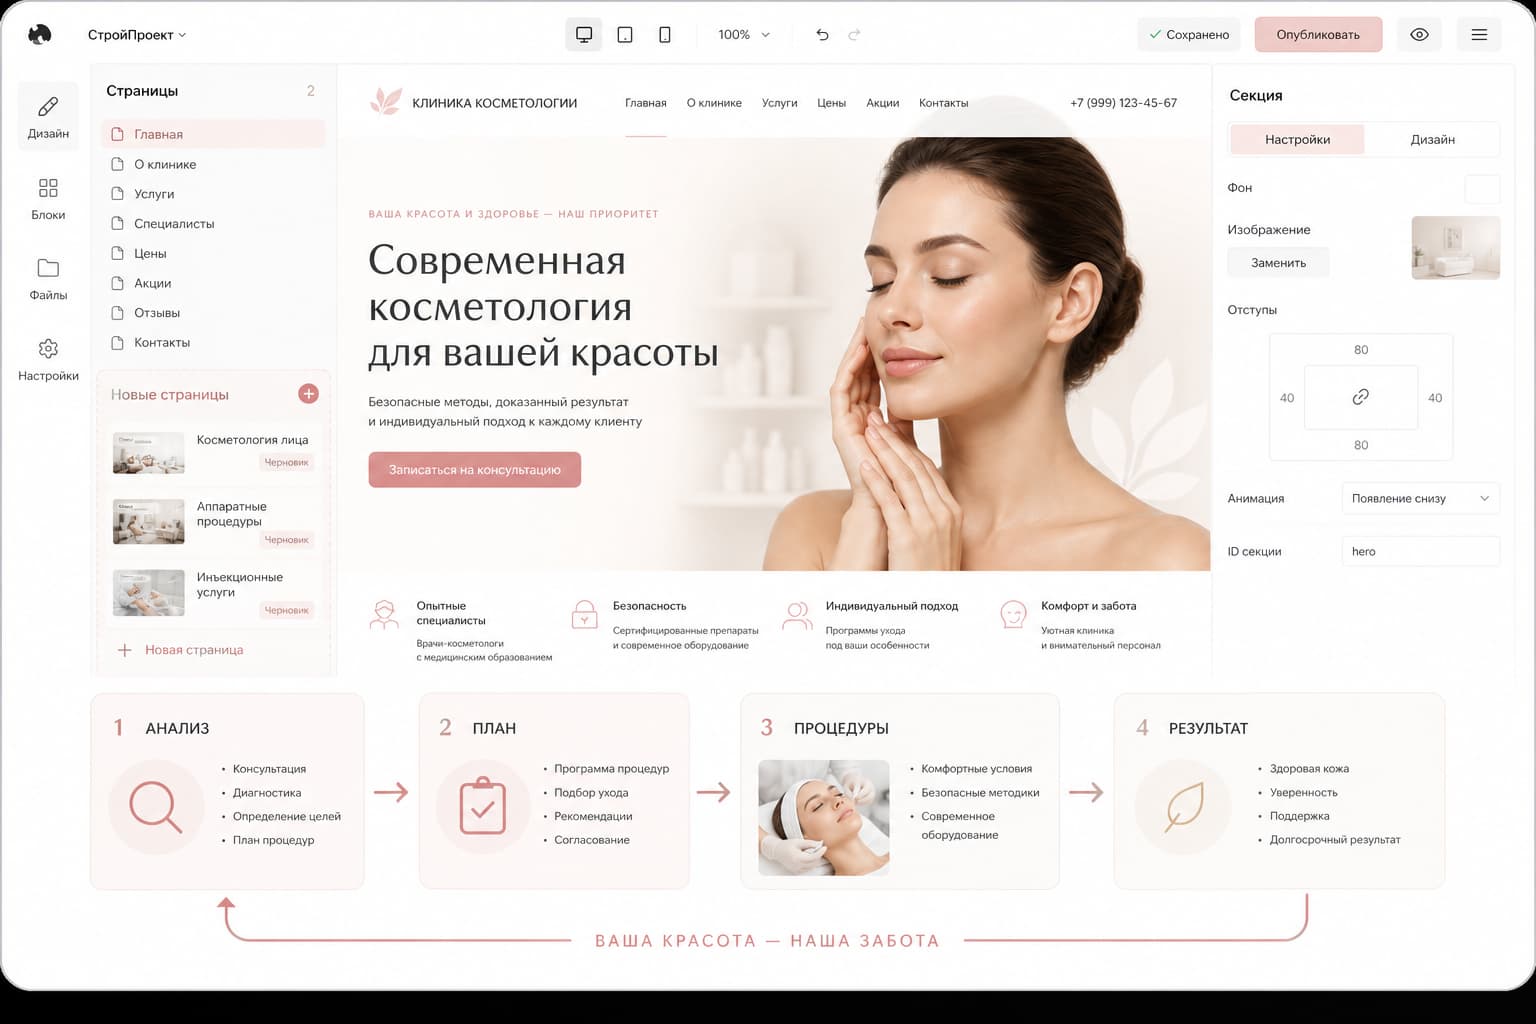 СтройПроект
100%
Сохранено
Опубликовать
Дизайн
Блоки
Файлы
Настройки
Страницы
2
Главная
О клинике
Услуги
Специалисты
Цены
Акции
Отзывы
Контакты
Новые страницы
Косметология лица
Черновик
Аппаратные
процедуры
Черновик
Инъекционные
услуги
Черновик
Новая страница
КЛИНИКА КОСМЕТОЛОГИИ
Главная
О клинике
Услуги
Цены
Акции
Контакты
+7 (999) 123-45-67
ВАША КРАСОТА И ЗДОРОВЬЕ — НАШ ПРИОРИТЕТ
Современная
косметология
для вашей красоты
Безопасные методы, доказанный результат
и индивидуальный подход к каждому клиенту
Записаться на консультацию
Опытные
специалисты
Врачи-косметологи
с медицинским образованием
Безопасность
Сертифицированные препараты
и современное оборудование
Индивидуальный подход
Программы ухода
под ваши особенности
Комфорт и забота
Уютная клиника
и внимательный персонал
Секция
Настройки
Дизайн
Фон
Изображение
Заменить
Отступы
80
40
40
80
Анимация
Появление снизу
ID секции
hero
1 АНАЛИЗ
• Консультация
• Диагностика
• Определение целей
• План процедур
2 ПЛАН
• Программа процедур
• Подбор ухода
• Рекомендации
• Согласование
3 ПРОЦЕДУРЫ
• Комфортные условия
• Безопасные методики
• Современное
оборудование
4 РЕЗУЛЬТАТ
• Здоровая кожа
• Уверенность
• Поддержка
• Долгосрочный результат
ВАША КРАСОТА — НАША ЗАБОТА